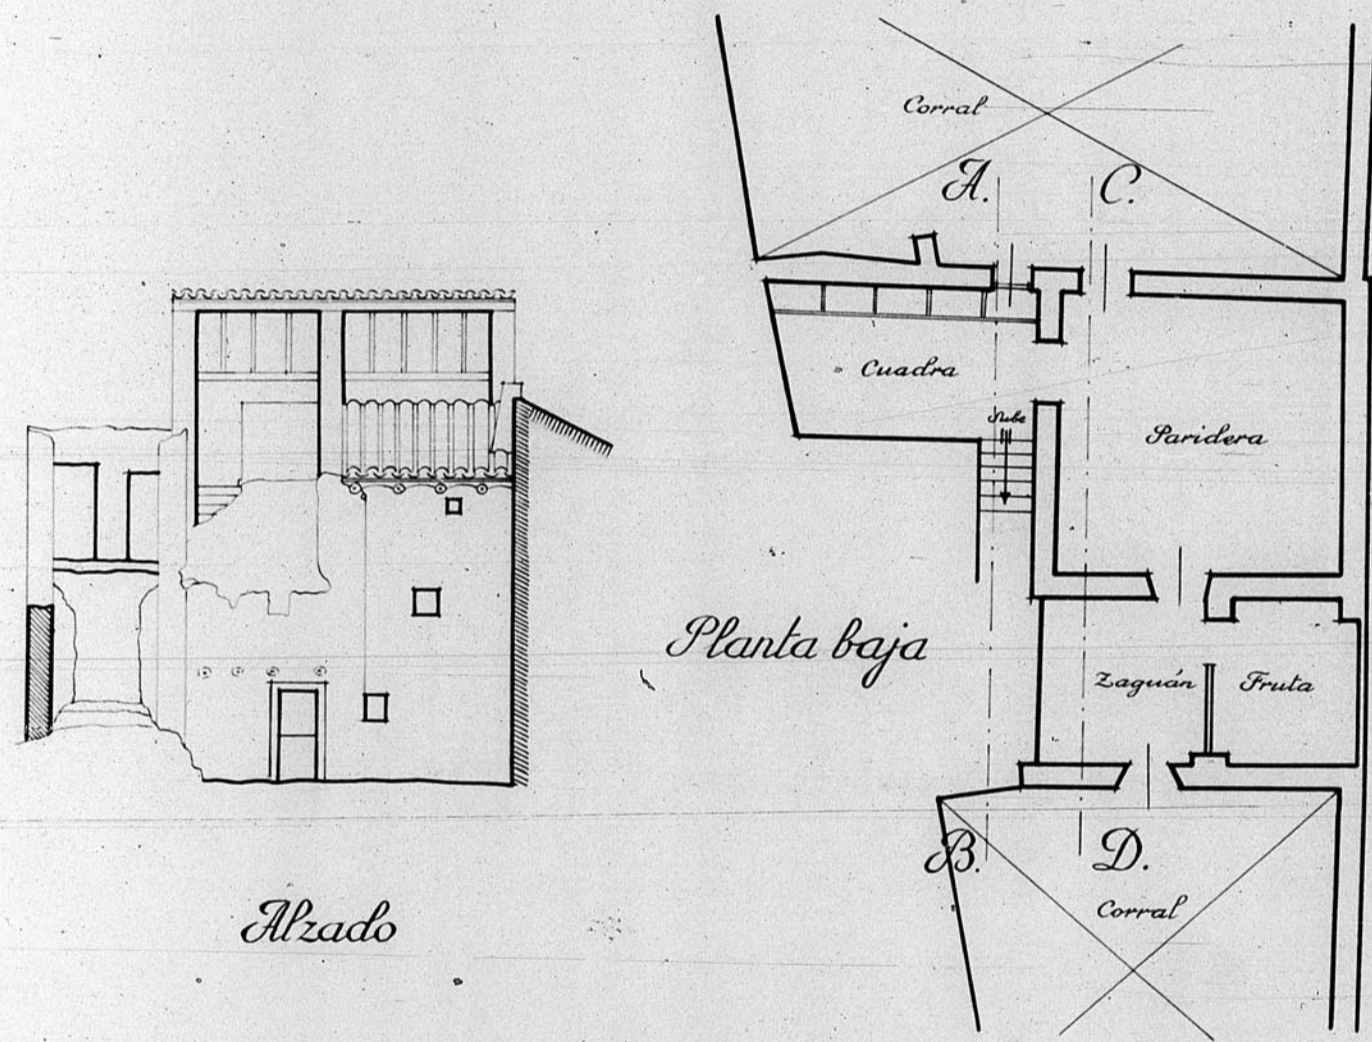 Corral
A.
C.
Cuadra
Sube
Paridera
Planta baja
Zaguán
Fruta
B.
D.
Corral
Alzado